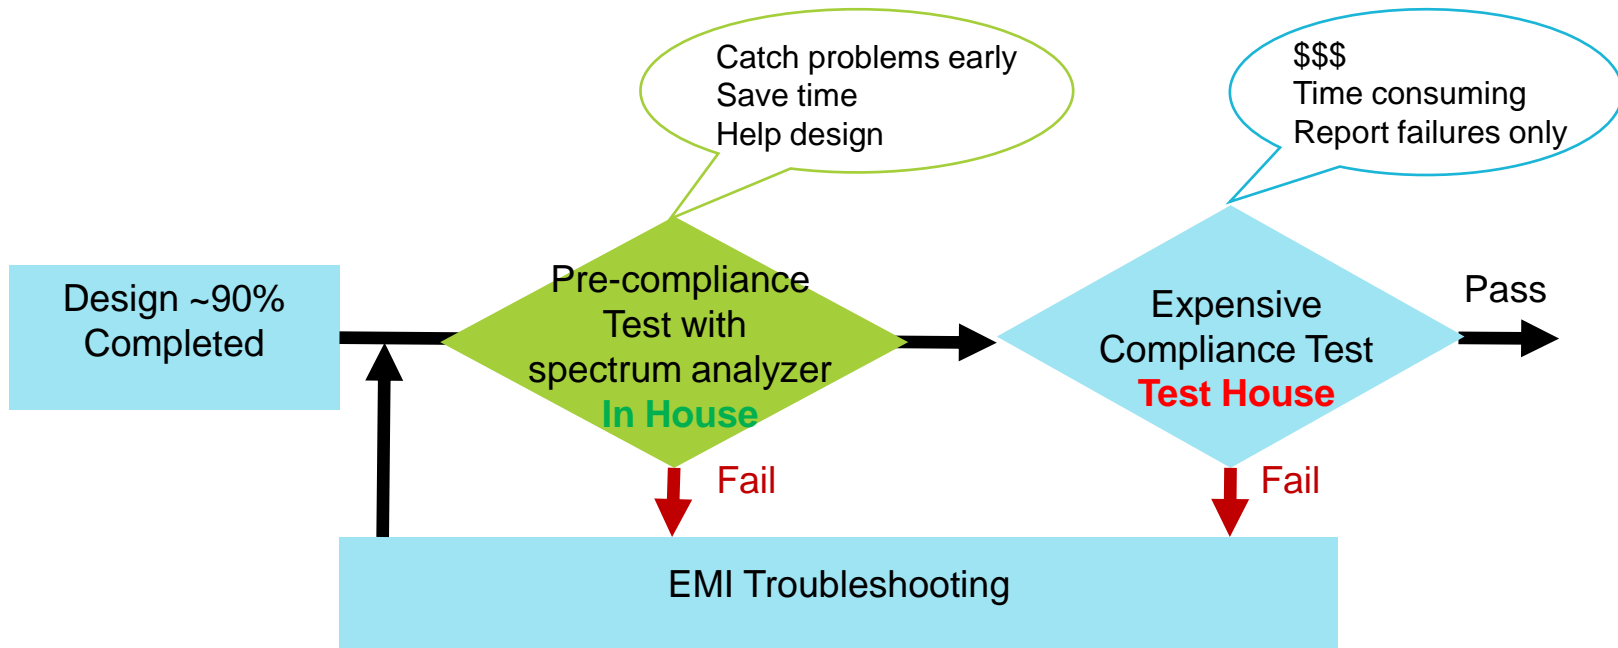 Catch problems early
Save time
Help design
$$$
Time consuming
Report failures only
Design ~90%
Completed
Pre-compliance
Test with
spectrum analyzer
In House
Expensive
Compliance Test
Test House
Pass
Fail
Fail
EMI Troubleshooting